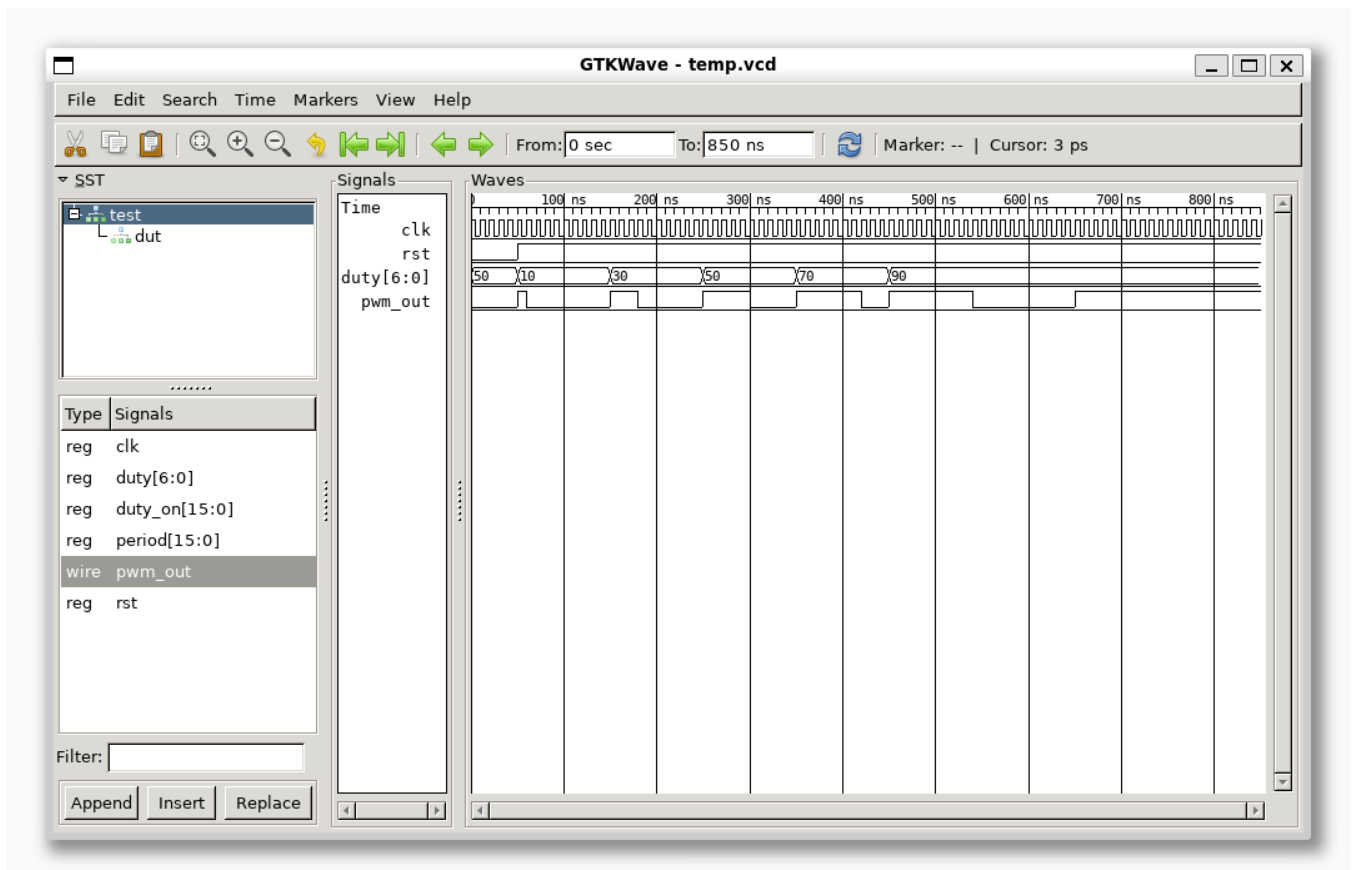 GTKWave - temp.vcd
File Edit Search Time Markers View Help
From: 0 sec To: 850 ns Marker: -- | Cursor: 3 ps
SST
test
dut
Type Signals
reg clk
reg duty[6:0]
reg duty_on[15:0]
reg period[15:0]
wire pwm_out
reg rst
Filter:
Append Insert Replace
Signals
Time
clk
rst
duty[6:0]
pwm_out
Waves
100 ns 200 ns 300 ns 400 ns 500 ns 600 ns 700 ns 800 ns
50 10 30 50 70 90